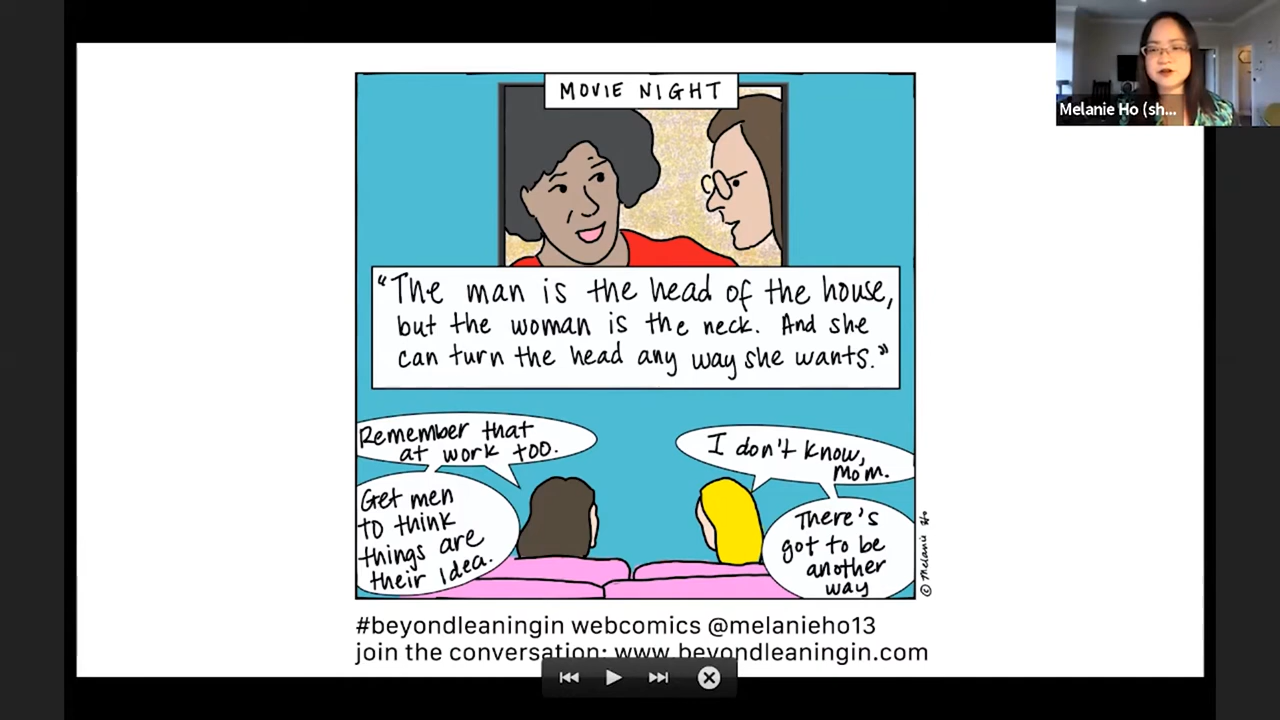 Melanie Ho (sh...
MOVIE NIGHT
"The man is the head of the house,
but the woman is the neck. And she
can turn the head any way she wants."
Remember that
at work too.
Get men
to think
things are
their idea.
I don't know,
Mom.
There's
got to be
another
way
© Melanie Ho
#beyondleaningin webcomics @melanieho13
join the conversation: www.beyondleaningin.com